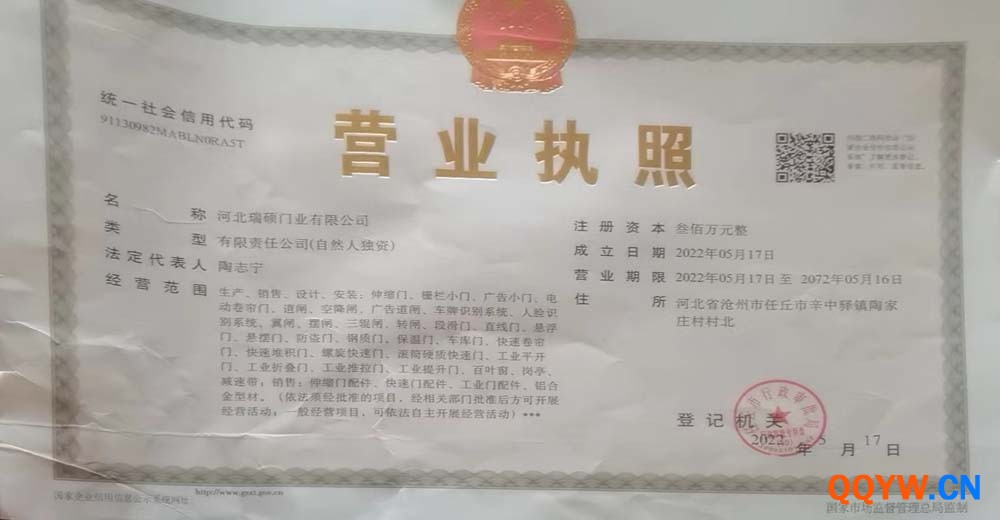 统一社会信用代码
91130982MABLN0RA5T
营业执照
名称 河北瑞硕门业有限公司
类型 有限责任公司(自然人独资)
法定代表人 陶志宁
经营范围 生产、销售、设计、安装：伸缩门、栅栏小门、广告小门、电
动卷帘门、道闸、空降闸、广告道闸、车牌识别系统、人脸识
别系统、翼闸、摆闸、三辊闸、转闸、段滑门、直线门、悬浮
门、悬摆门、防盗门、钢质门、保温门、车库门、快速卷帘
门、快速堆积门、螺旋快速门、滚筒硬质快速门、工业平开
门、工业折叠门、工业推拉门、工业提升门、百叶窗、岗亭、
减速带；销售：伸缩门配件、快速门配件、工业门配件、铝合
金型材。（依法须经批准的项目，经相关部门批准后方可开展
经营活动；一般经营项目，可依法自主开展经营活动）***
注册资本 叁佰万元整
成立日期 2022年05月17日
营业期限 2022年05月17日至 2072年05月16日
住所 河北省沧州市任丘市辛中驿镇陶家
庄村村北
登记机关
2022年5月17日
国家企业信用信息公示系统网址：
http://www.gsxt.gov.cn
国家市场监督管理总局监制
QQYW.CN